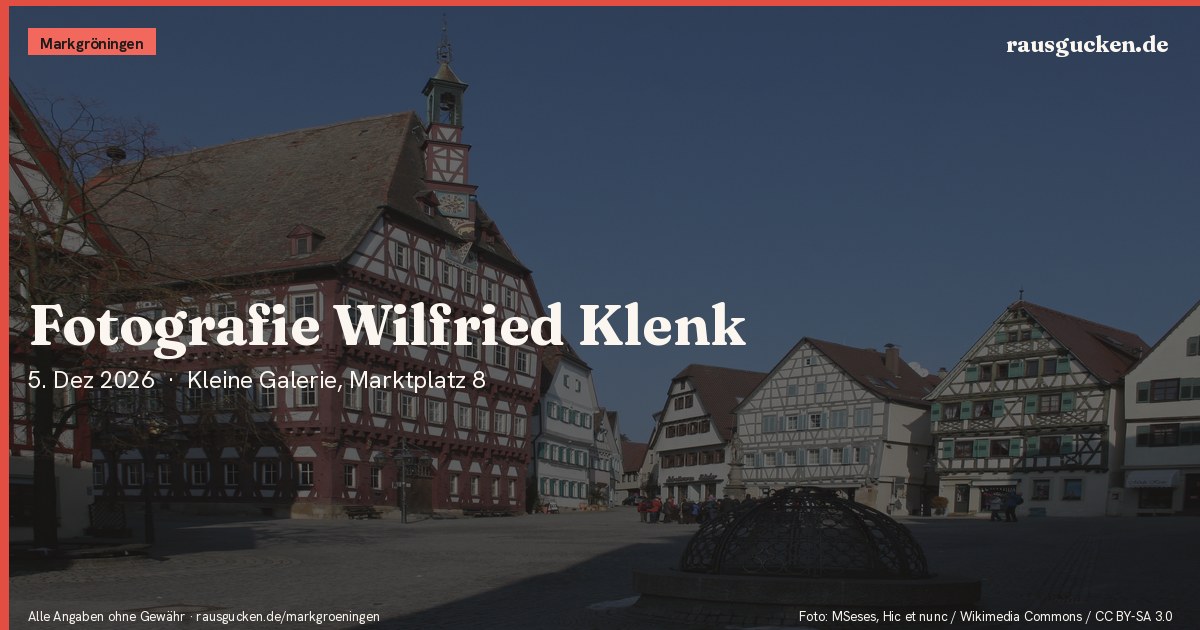 Markgröningen
rausgucken.de
Fotografie Wilfried Klenk
5. Dez 2026 · Kleine Galerie, Marktplatz 8
Alle Angaben ohne Gewähr · rausgucken.de/markgroeningen
Foto: MSeses, Hic et nunc / Wikimedia Commons / CC BY-SA 3.0